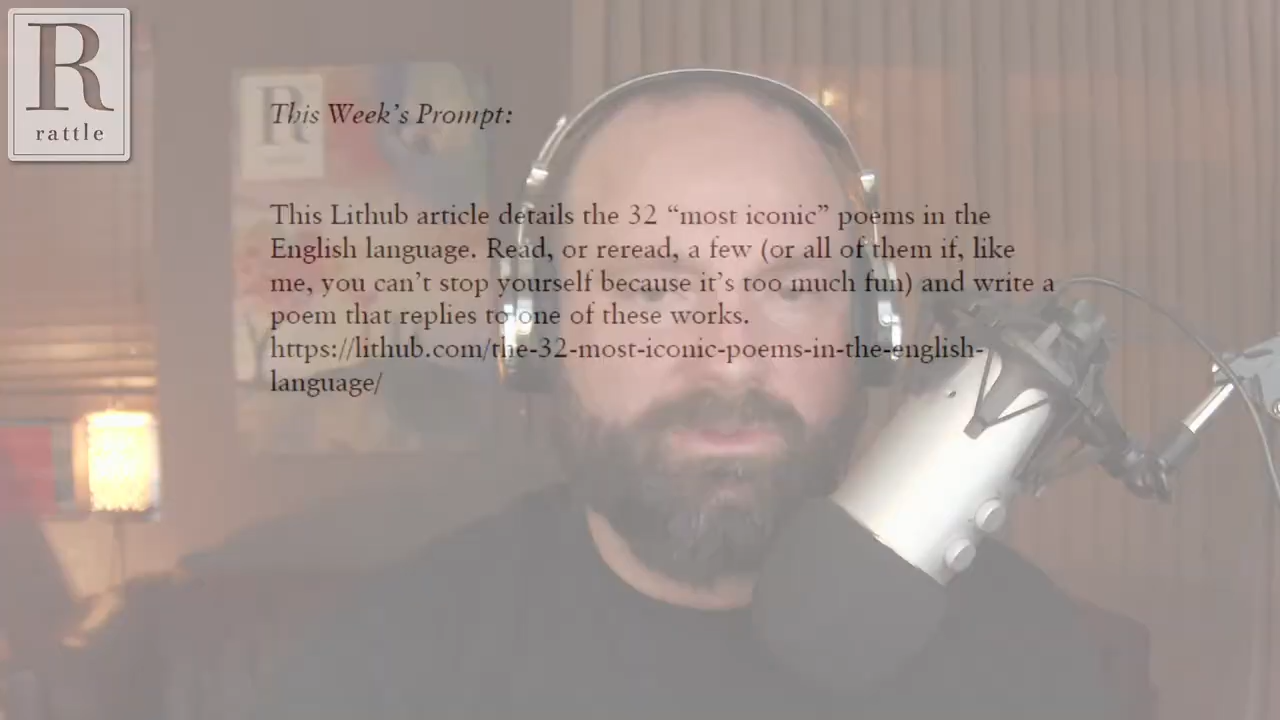 R
rattle
R
This Week’s Prompt:
This Lithub article details the 32 “most iconic” poems in the
English language. Read, or reread, a few (or all of them if, like
me, you can’t stop yourself because it’s too much fun) and write a
poem that replies to one of these works.
https://lithub.com/the-32-most-iconic-poems-in-the-english-
language/